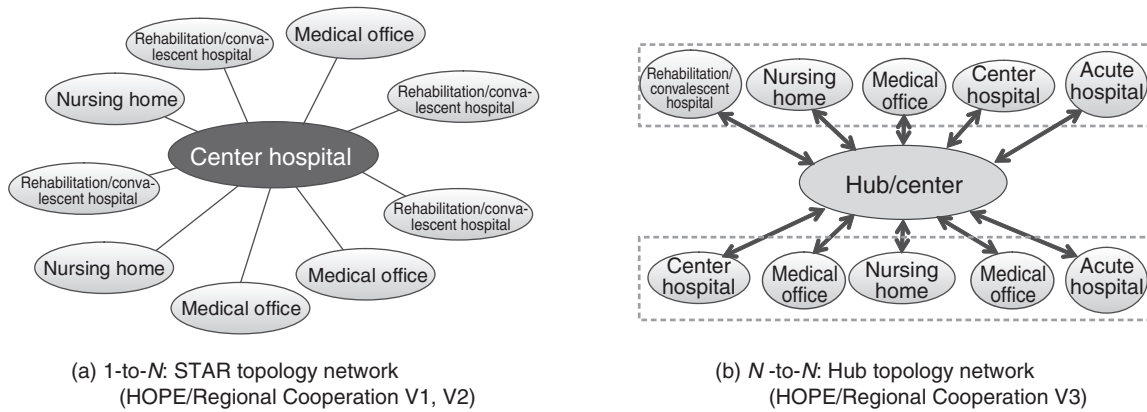 Rehabilitation/conva-
lescent hospital
Medical office
Nursing home
Rehabilitation/conva-
lescent hospital
Center hospital
Rehabilitation/conva-
lescent hospital
Rehabilitation/conva-
lescent hospital
Nursing home
Medical office
Medical office
(a) 1-to-N: STAR topology network
(HOPE/Regional Cooperation V1, V2)
Rehabilitation/
convalescent
hospital
Nursing
home
Medical
office
Center
hospital
Acute
hospital
Hub/center
Center
hospital
Medical
office
Nursing
home
Medical
office
Acute
hospital
(b) N -to-N: Hub topology network
(HOPE/Regional Cooperation V3)